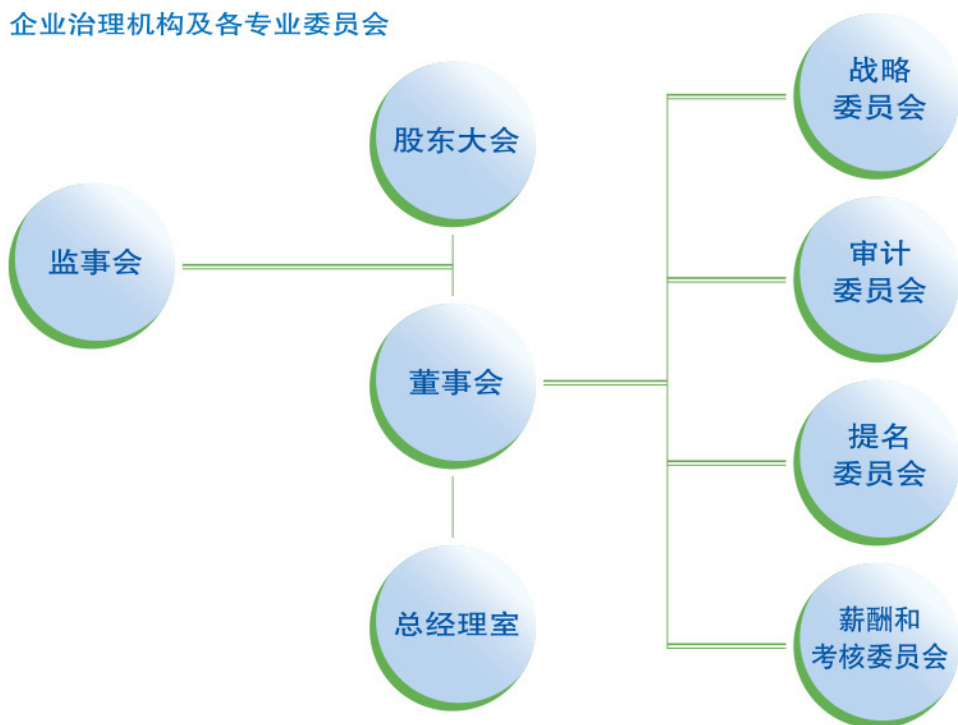 企业治理机构及各专业委员会
股东大会
监事会
董事会
总经理室
战略
委员会
审计
委员会
提名
委员会
薪酬和
考核委员会